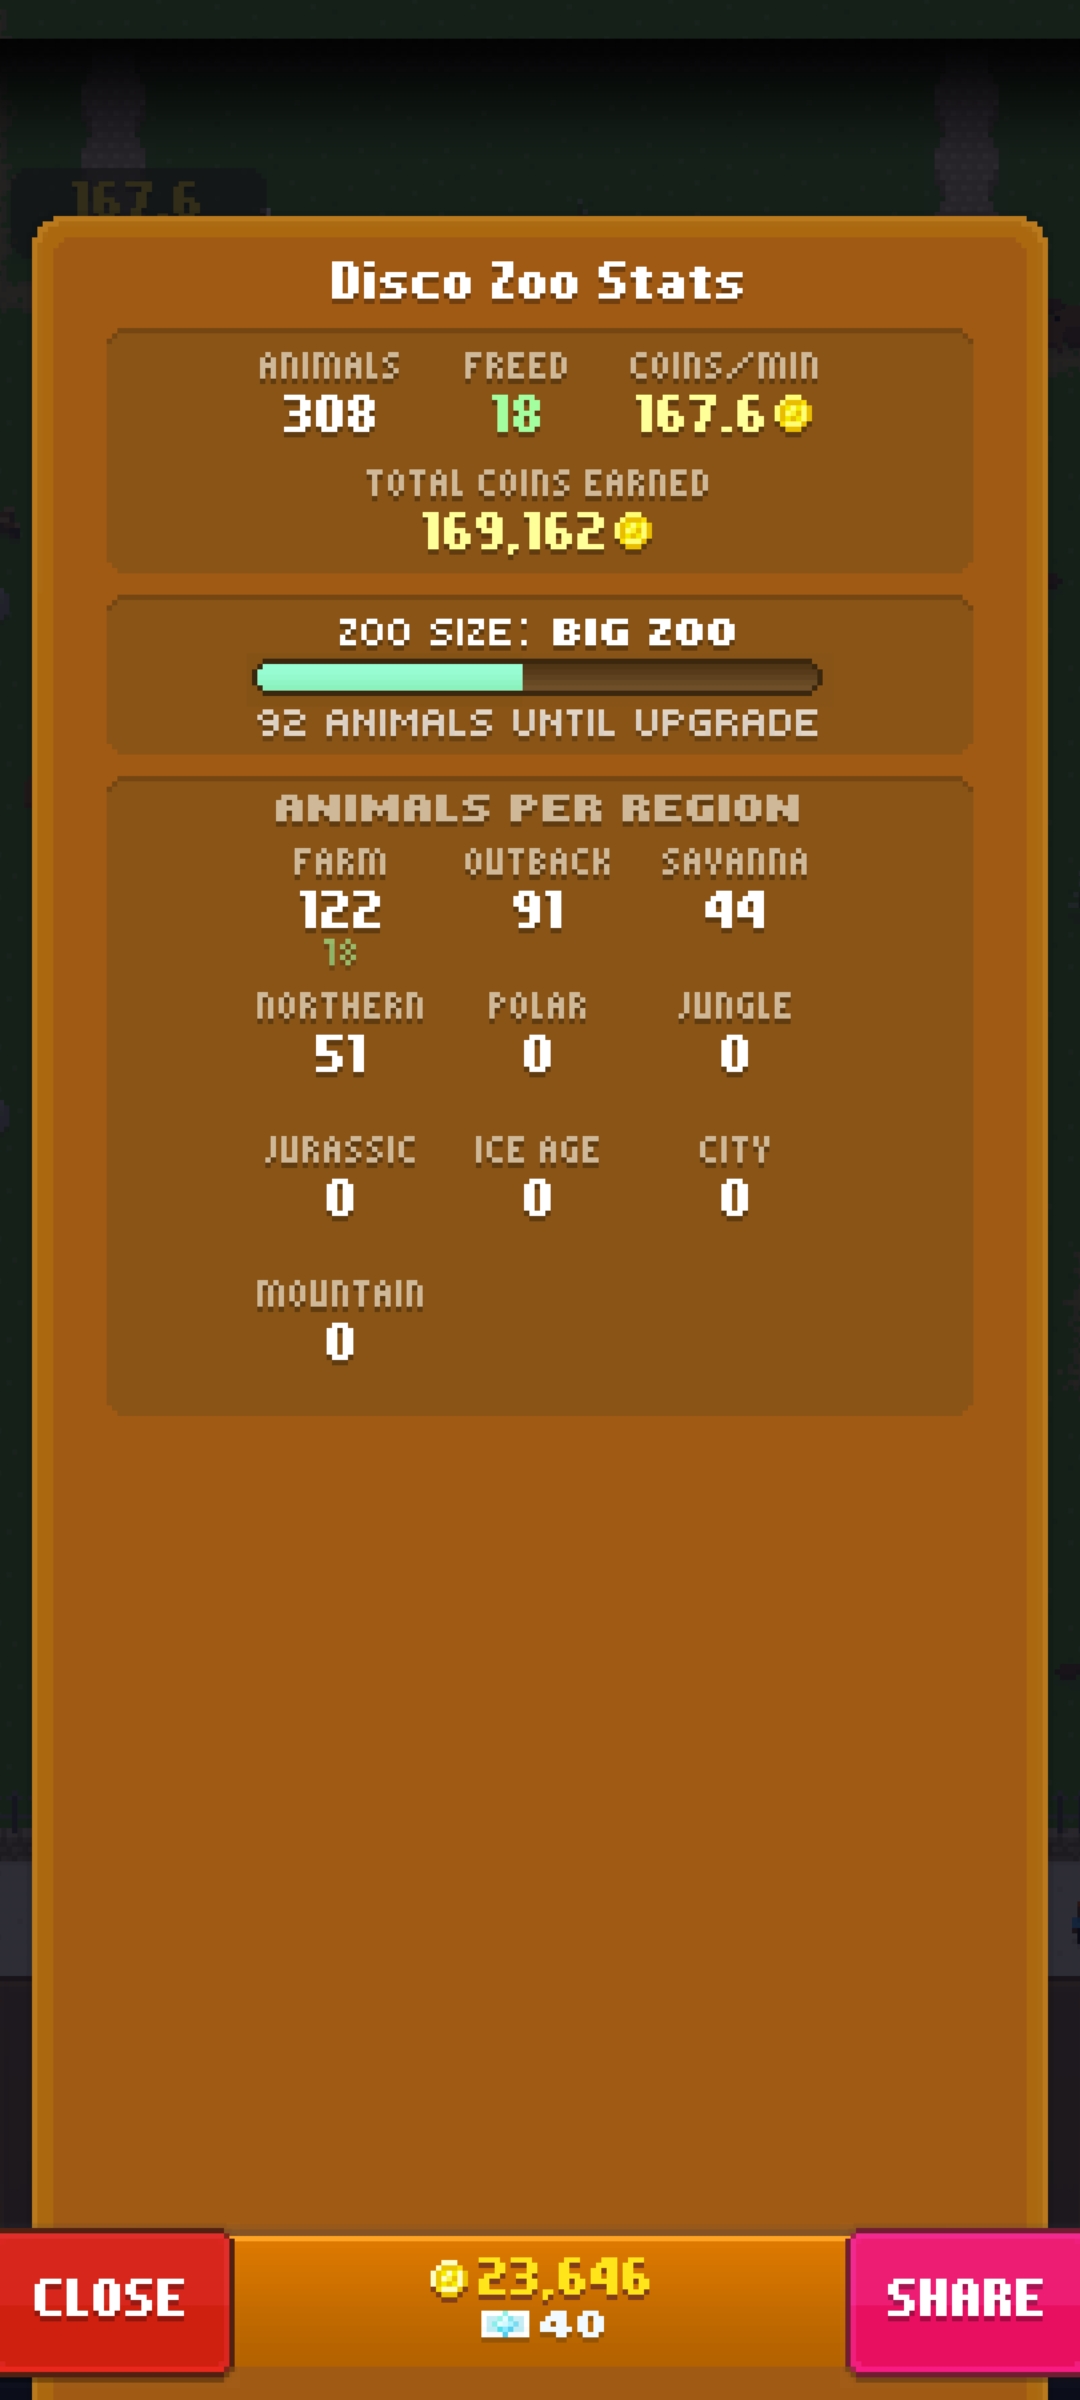 167.6
Disco Zoo Stats
ANIMALS FREED COINS/MIN
308 18 167.6
TOTAL COINS EARNED
169,162
ZOO SIZE: BIG ZOO
92 ANIMALS UNTIL UPGRADE
ANIMALS PER REGION
FARM OUTBACK SAVANNA
122 91 44
18
NORTHERN POLAR JUNGLE
51 0 0
JURASSIC ICE AGE CITY
0 0 0
MOUNTAIN
0
CLOSE 23,646 SHARE
40